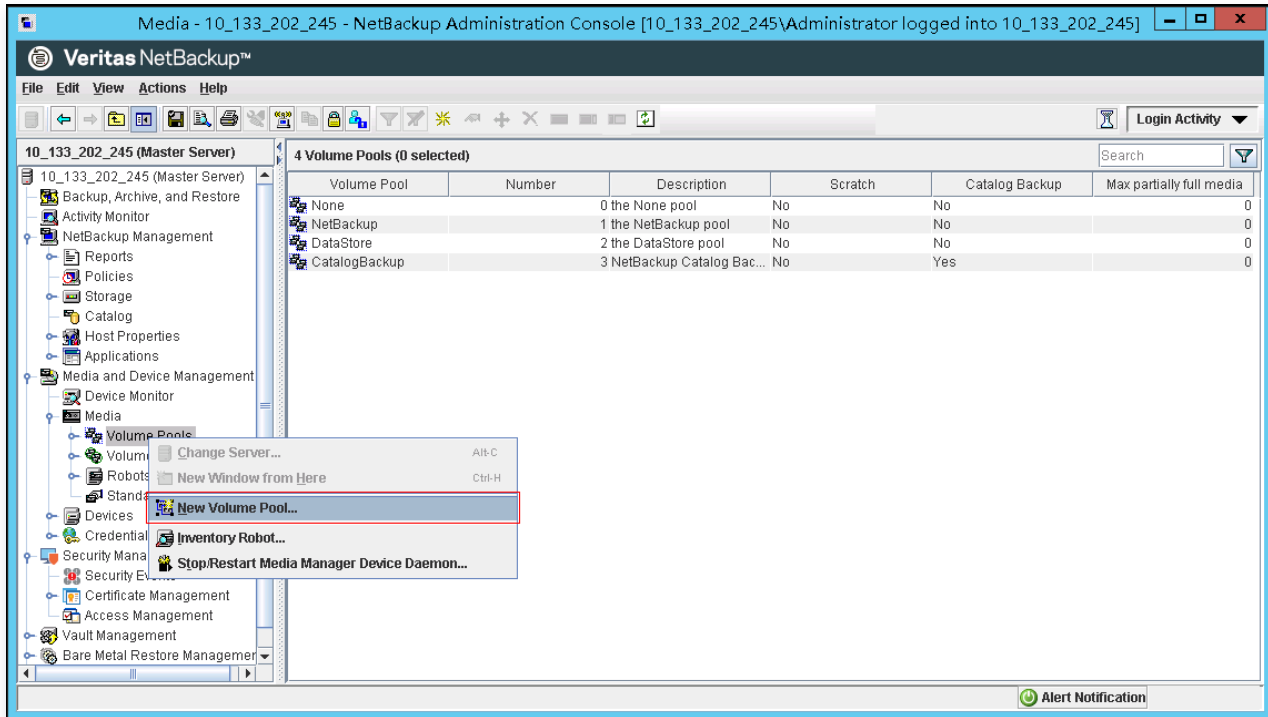 Media - 10_133_202_245 - NetBackup Administration Console [10_133_202_245\Administrator logged into 10_133_202_245]
Veritas NetBackup™
File Edit View Actions Help
Login Activity
10_133_202_245 (Master Server)
4 Volume Pools (0 selected)
Search
10_133_202_245 (Master Server)
Backup, Archive, and Restore
Activity Monitor
NetBackup Management
Reports
Policies
Storage
Catalog
Host Properties
Applications
Media and Device Management
Device Monitor
Media
Volume Pools
Volum
Robots
Standa
Devices
Credential
Security Mana
Security Events
Certificate Management
Access Management
Vault Management
Bare Metal Restore Managemer
Volume Pool Number Description Scratch Catalog Backup Max partially full media
None 0 the None pool No No 0
NetBackup 1 the NetBackup pool No No 0
DataStore 2 the DataStore pool No No 0
CatalogBackup 3 NetBackup Catalog Bac... No Yes 0
Change Server... Alt-C
New Window from Here Ctrl-H
New Volume Pool...
Inventory Robot...
Stop/Restart Media Manager Device Daemon...
Alert Notification